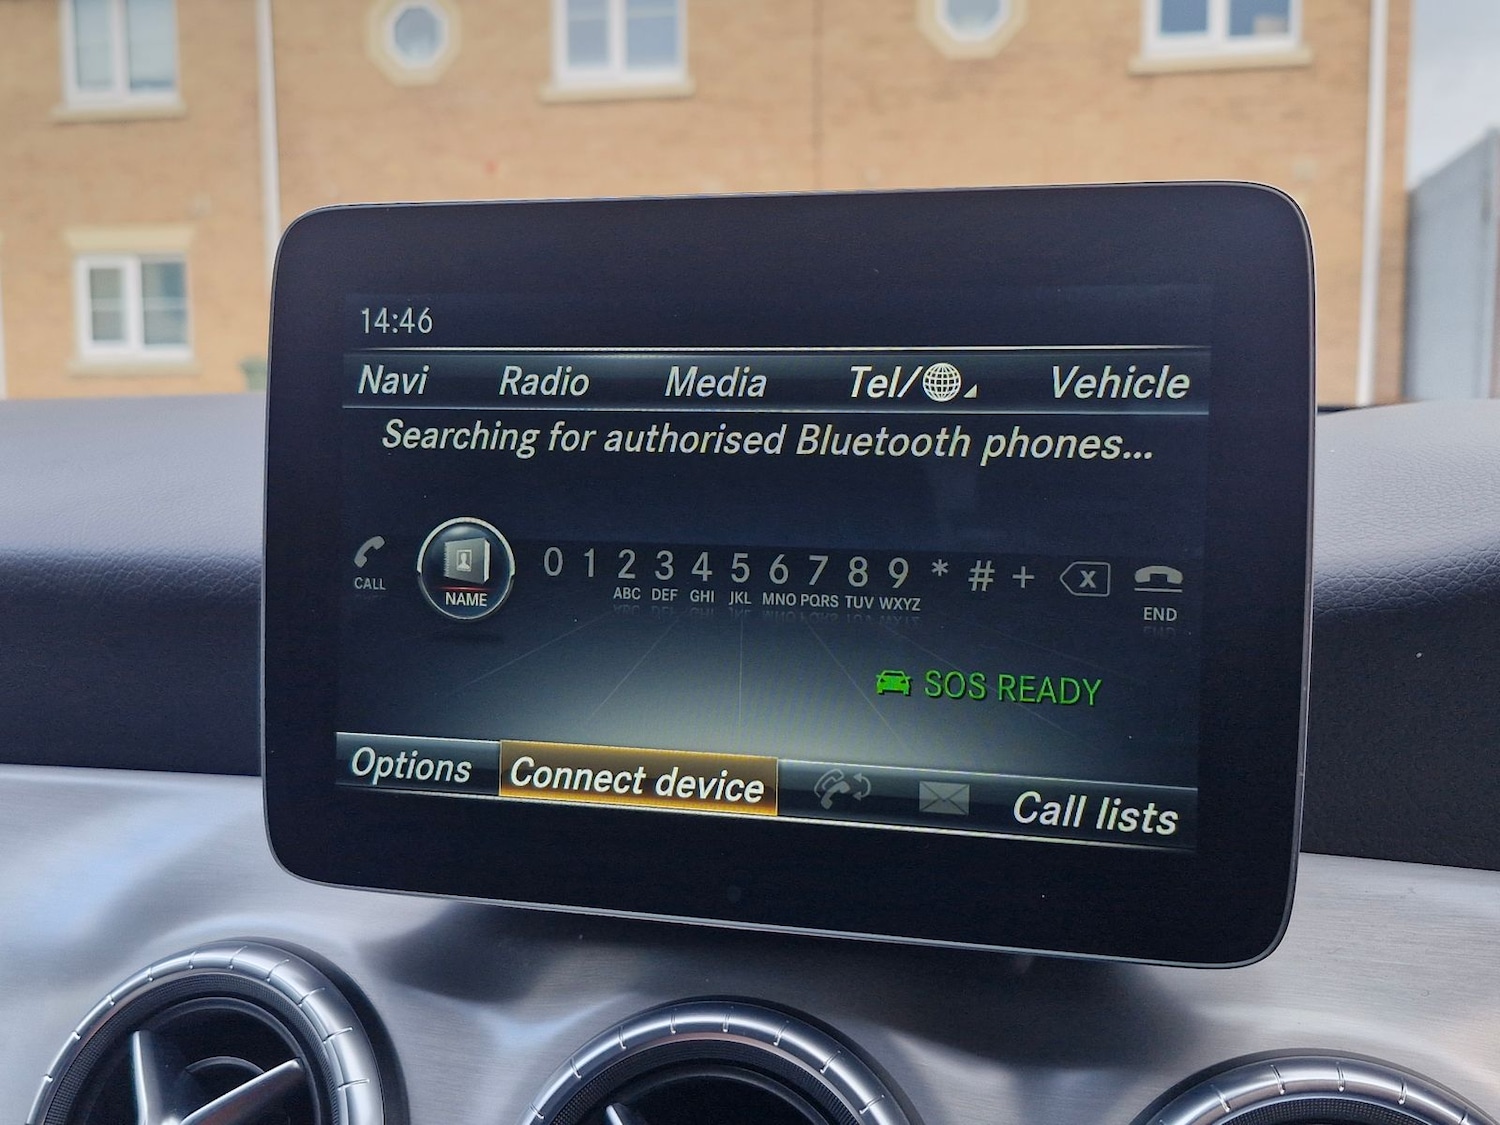 14:46
Navi Radio Media Tel/ Vehicle
Searching for authorised Bluetooth phones...
0 1 2 3 4 5 6 7 8 9 * # + x
CALL NAME ABC DEF GHI JKL MNO PQRS TUV WXYZ END
SOS READY
Options Connect device Call lists